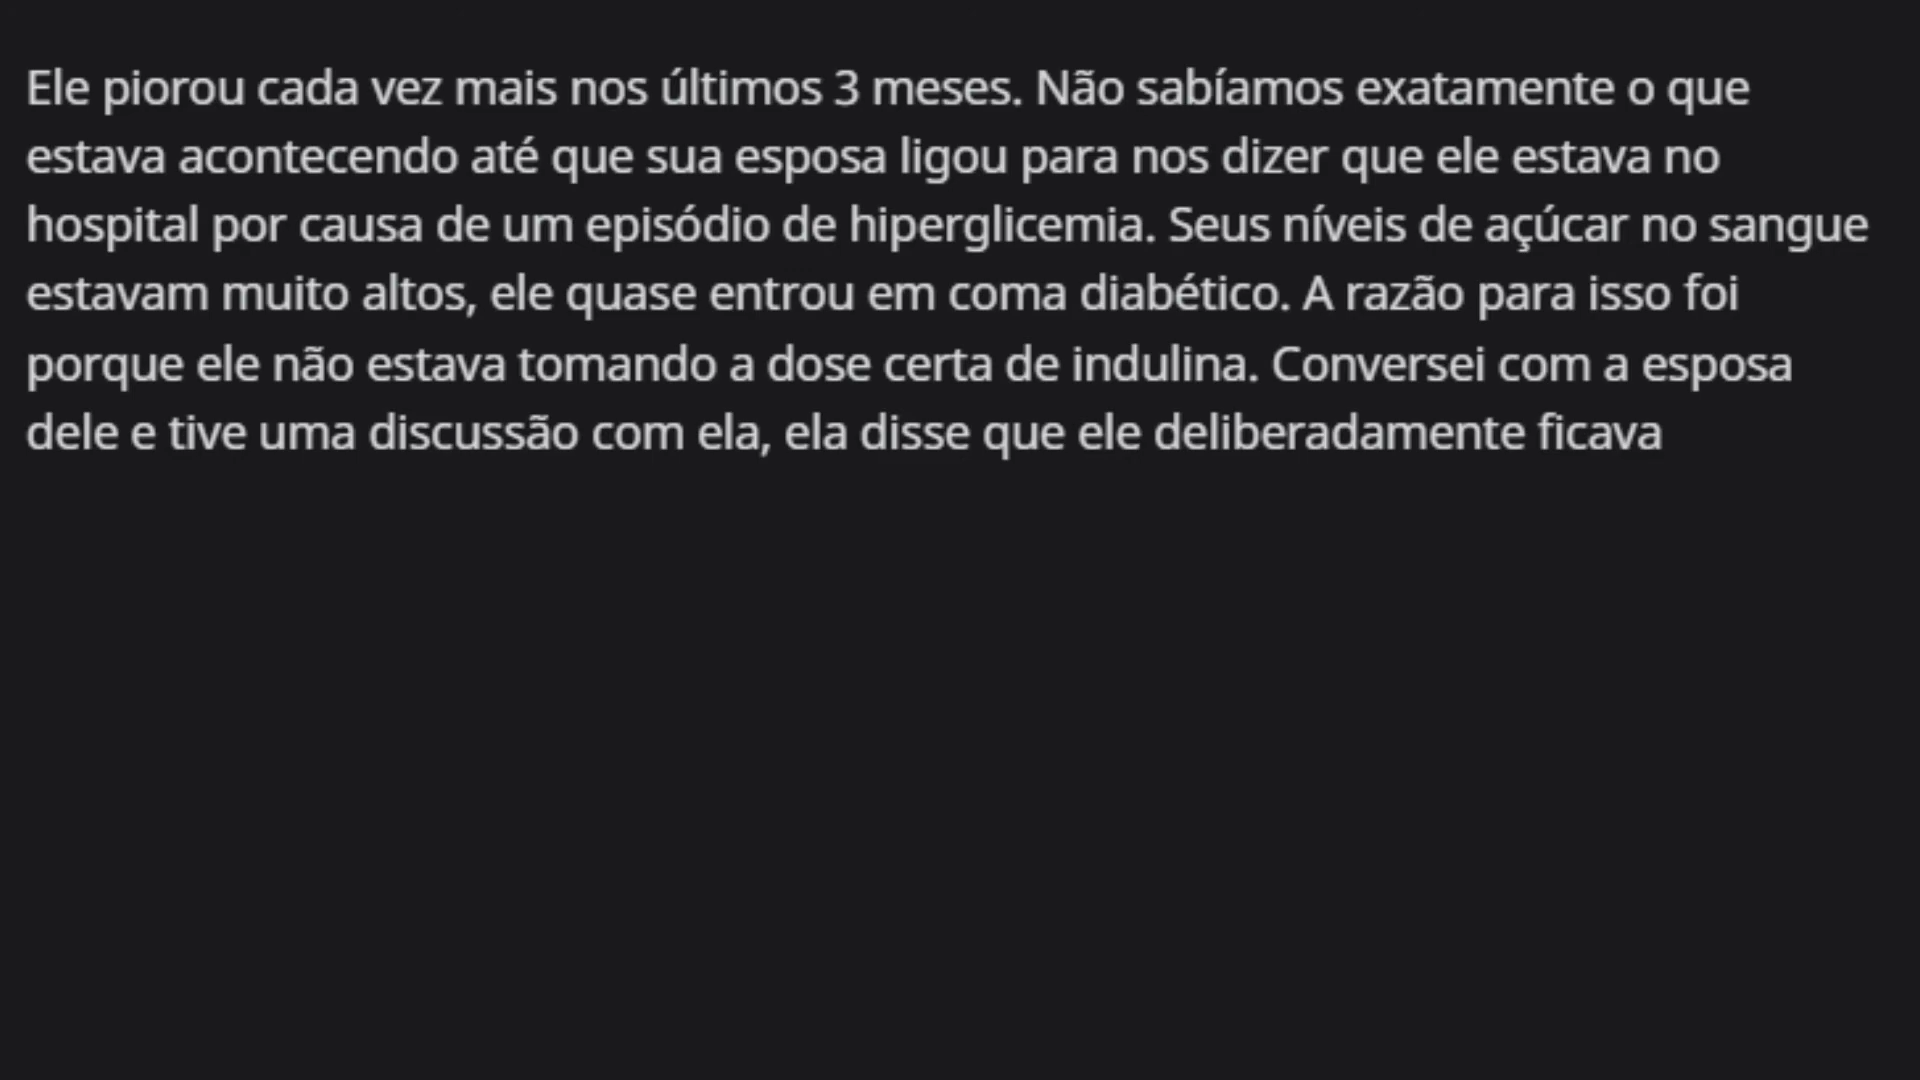 Ele piorou cada vez mais nos últimos 3 meses. Não sabíamos exatamente o que
estava acontecendo até que sua esposa ligou para nos dizer que ele estava no
hospital por causa de um episódio de hiperglicemia. Seus níveis de açúcar no sangue
estavam muito altos, ele quase entrou em coma diabético. A razão para isso foi
porque ele não estava tomando a dose certa de indulina. Conversei com a esposa
dele e tive uma discussão com ela, ela disse que ele deliberadamente ficava